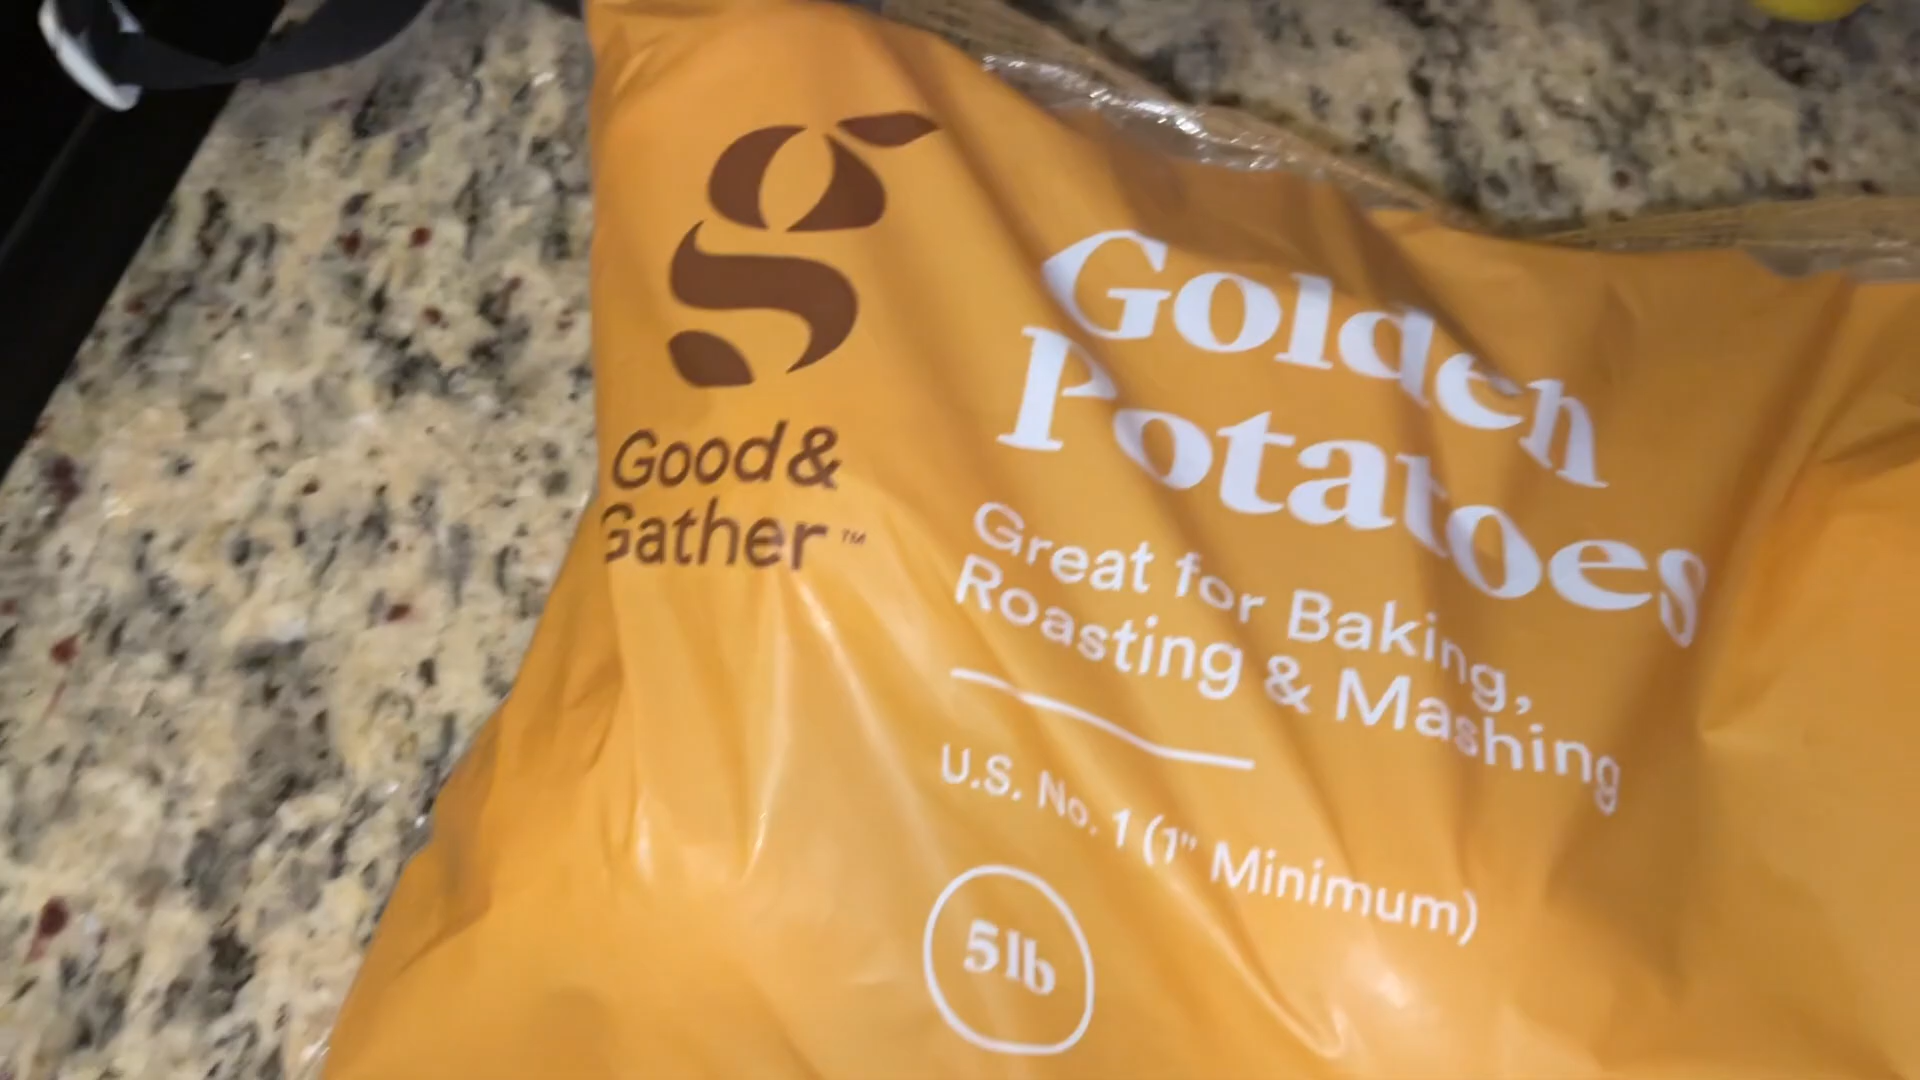 g
Good &
Gather™
Golden
Potatoes
Great for Baking,
Roasting & Mashing
U.S. No. 1 (1" Minimum)
5lb